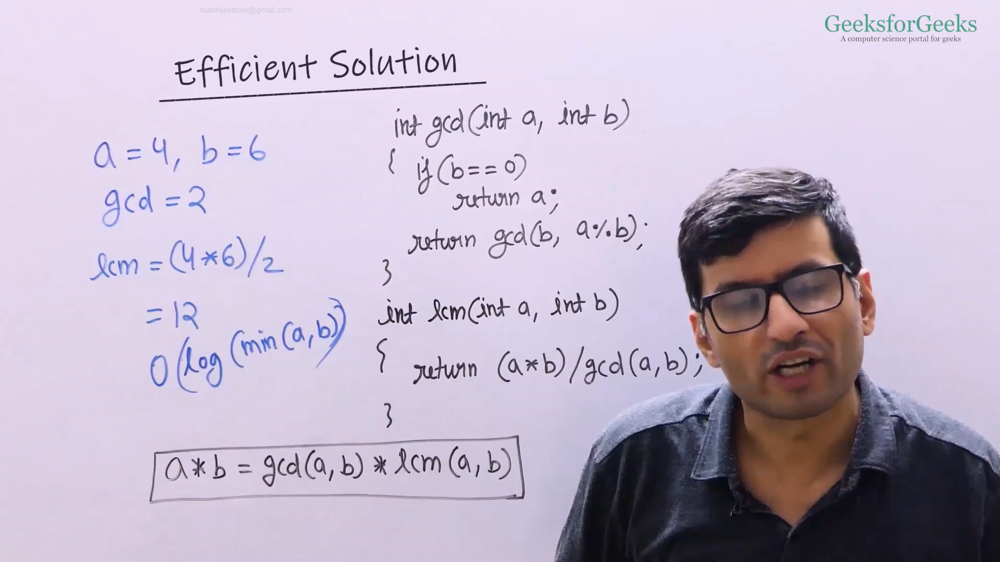 toabhijeetsoni@gmail.com
GeeksforGeeks
A computer science portal for geeks
Efficient Solution
a = 4, b = 6
gcd = 2
lcm = (4*6)/2
= 12
O(log(min(a,b))
int gcd(int a, int b)
{ if(b==0)
return a;
return gcd(b, a%b);
}
int lcm(int a, int b)
{
return (a*b)/gcd(a,b);
}
a*b = gcd(a,b) * lcm(a,b)